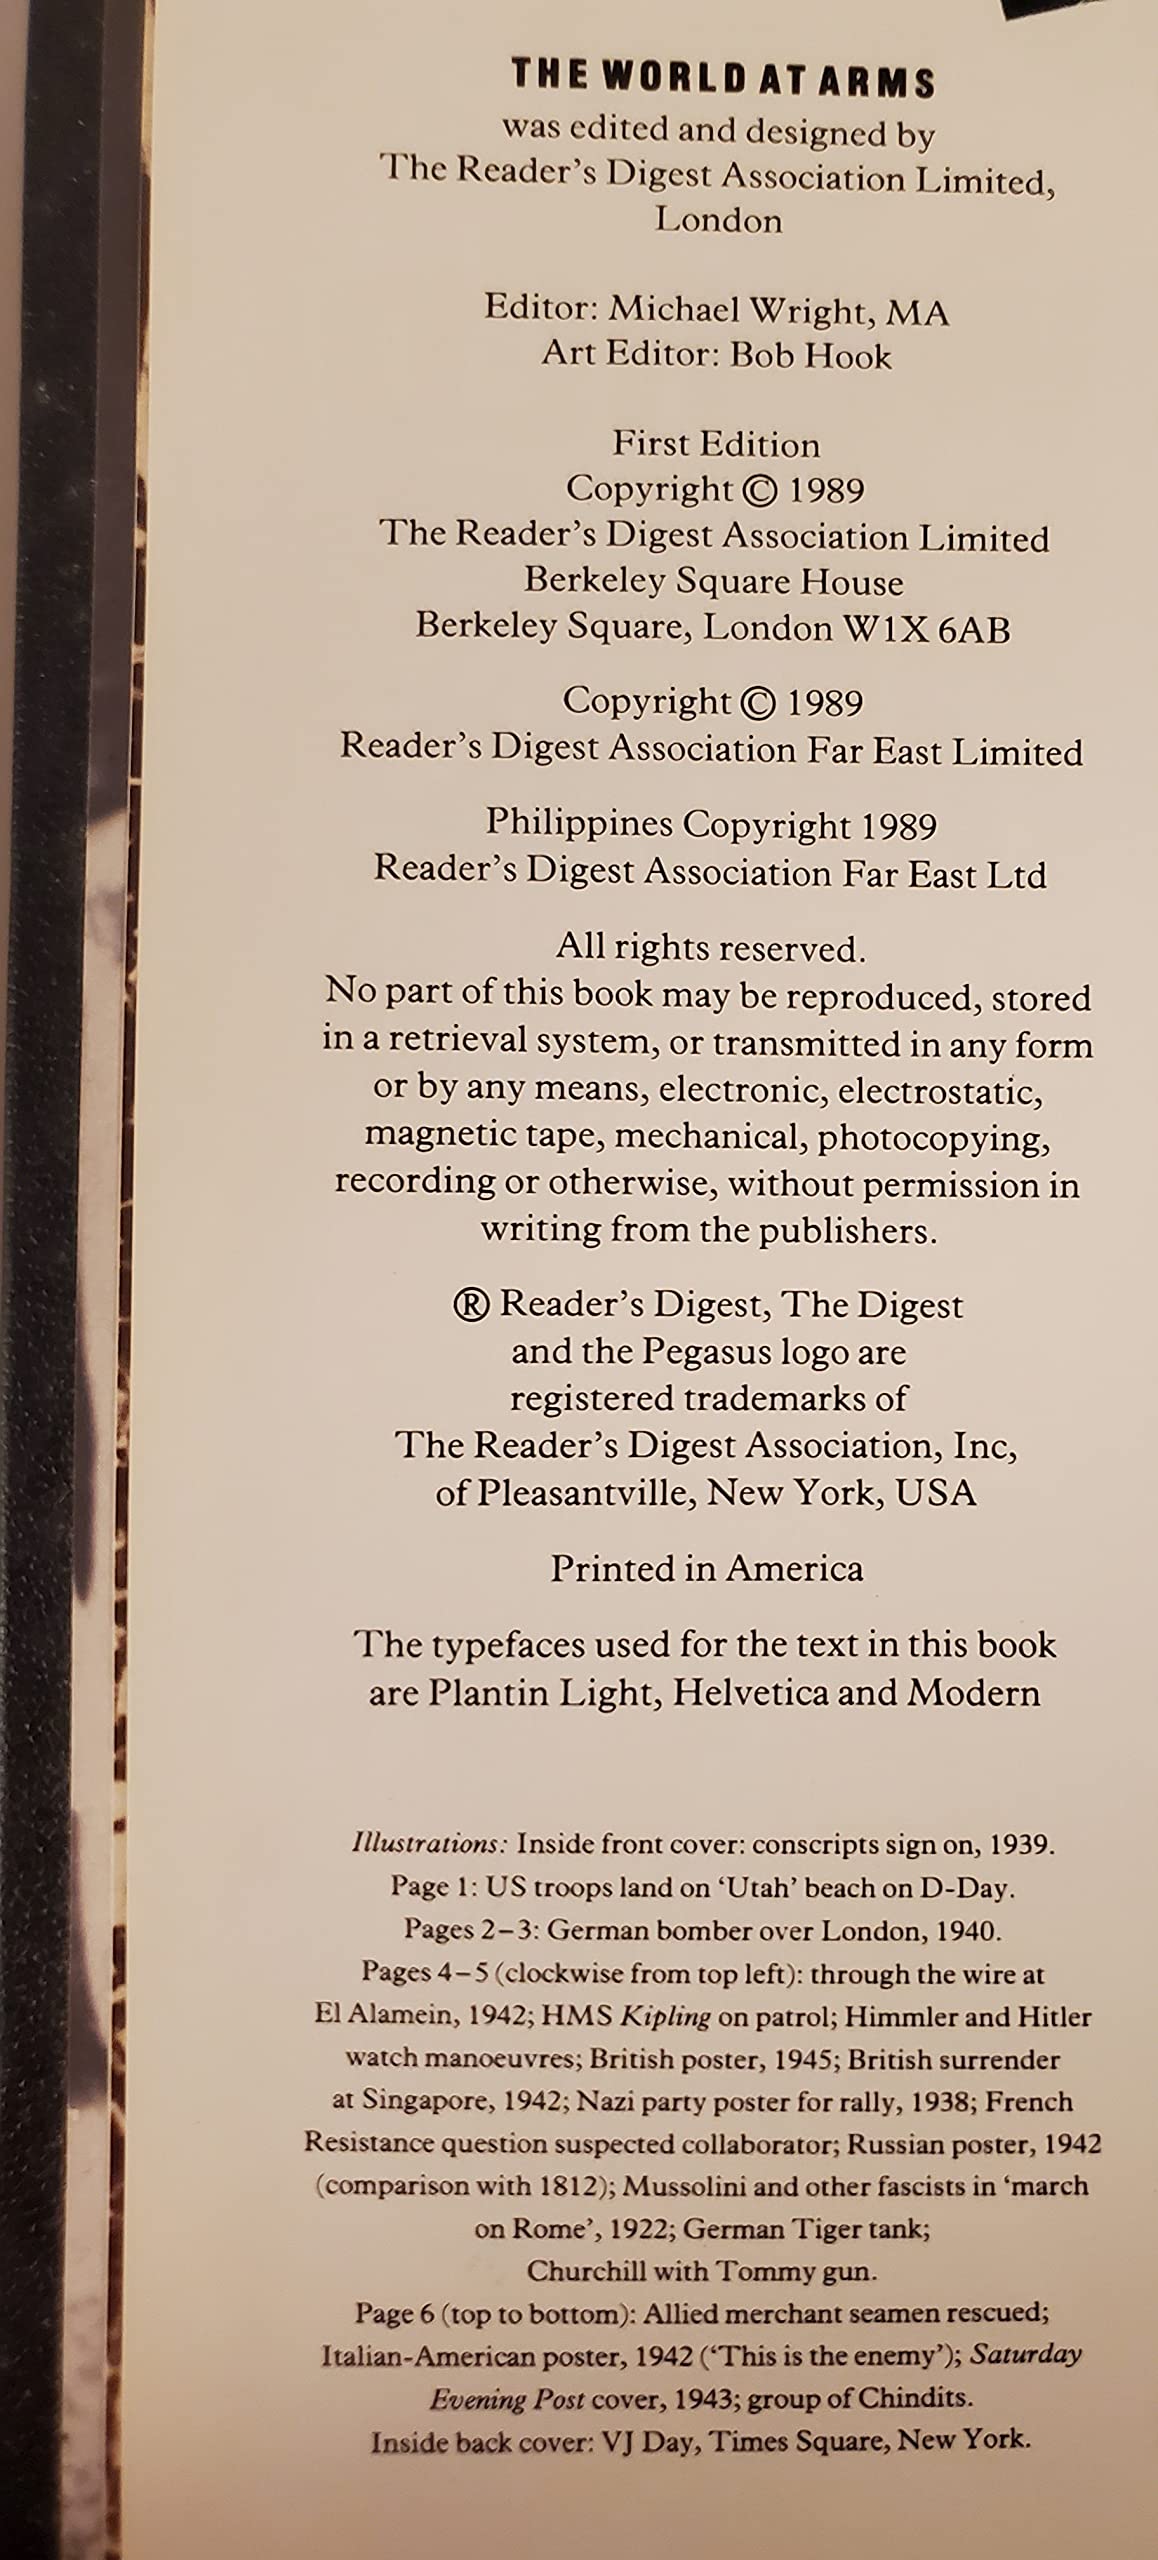 THE WORLD AT ARMS
was edited and designed by
The Reader's Digest Association Limited,
London
Editor: Michael Wright, MA
Art Editor: Bob Hook
First Edition
Copyright © 1989
The Reader's Digest Association Limited
Berkeley Square House
Berkeley Square, London W1X 6AB
Copyright © 1989
Reader's Digest Association Far East Limited
Philippines Copyright 1989
Reader's Digest Association Far East Ltd
All rights reserved.
No part of this book may be reproduced, stored
in a retrieval system, or transmitted in any form
or by any means, electronic, electrostatic,
magnetic tape, mechanical, photocopying,
recording or otherwise, without permission in
writing from the publishers.
® Reader's Digest, The Digest
and the Pegasus logo are
registered trademarks of
The Reader's Digest Association, Inc,
of Pleasantville, New York, USA
Printed in America
The typefaces used for the text in this book
are Plantin Light, Helvetica and Modern
Illustrations: Inside front cover: conscripts sign on, 1939.
Page 1: US troops land on 'Utah' beach on D-Day.
Pages 2–3: German bomber over London, 1940.
Pages 4–5 (clockwise from top left): through the wire at
El Alamein, 1942; HMS Kipling on patrol; Himmler and Hitler
watch manoeuvres; British poster, 1945; British surrender
at Singapore, 1942; Nazi party poster for rally, 1938; French
Resistance question suspected collaborator; Russian poster, 1942
(comparison with 1812); Mussolini and other fascists in 'march
on Rome', 1922; German Tiger tank;
Churchill with Tommy gun.
Page 6 (top to bottom): Allied merchant seamen rescued;
Italian-American poster, 1942 ('This is the enemy'); Saturday
Evening Post cover, 1943; group of Chindits.
Inside back cover: VJ Day, Times Square, New York.